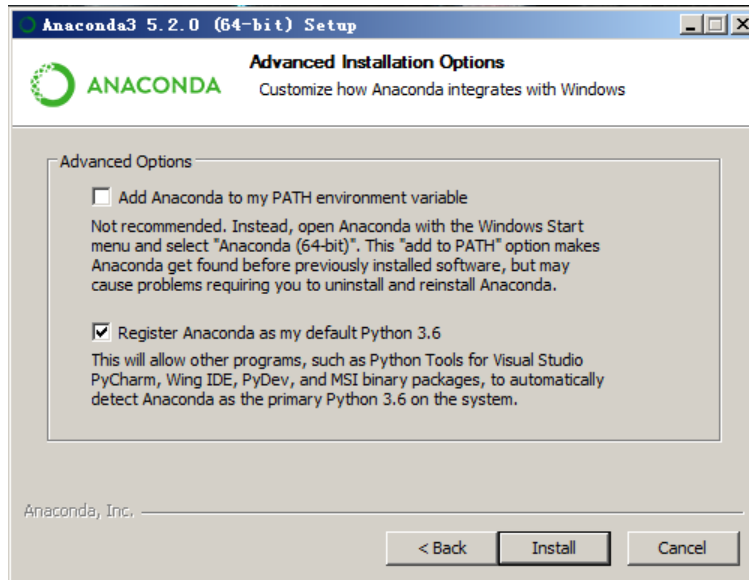 Anaconda3 5.2.0 (64-bit) Setup
ANACONDA
Advanced Installation Options
Customize how Anaconda integrates with Windows
Advanced Options
Add Anaconda to my PATH environment variable
Not recommended. Instead, open Anaconda with the Windows Start
menu and select "Anaconda (64-bit)". This "add to PATH" option makes
Anaconda get found before previously installed software, but may
cause problems requiring you to uninstall and reinstall Anaconda.
Register Anaconda as my default Python 3.6
This will allow other programs, such as Python Tools for Visual Studio
PyCharm, Wing IDE, PyDev, and MSI binary packages, to automatically
detect Anaconda as the primary Python 3.6 on the system.
Anaconda, Inc.
< Back
Install
Cancel